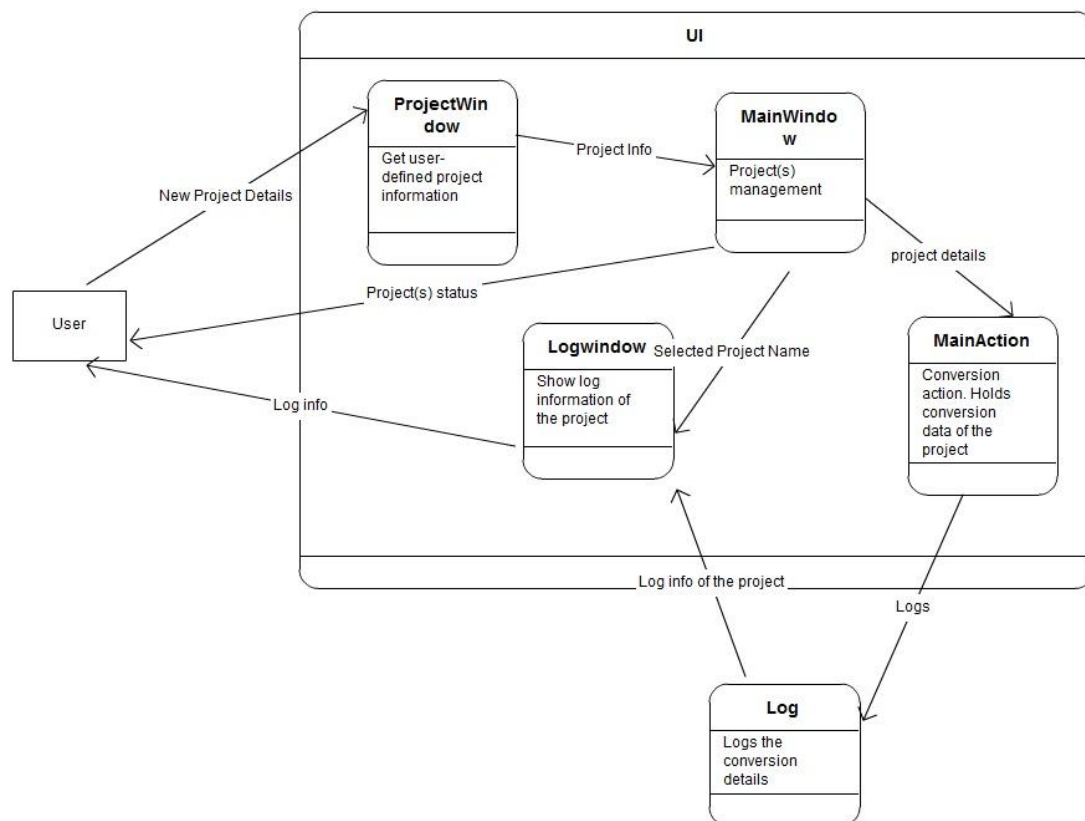 UI
ProjectWin
dow
Get user-
defined project
information
MainWindo
w
Project(s)
management
Project Info
New Project Details
project details
Project(s) status
User
Logwindow
Show log
information of
the project
Selected Project Name
MainAction
Conversion
action. Holds
conversion
data of the
project
Log info
Log info of the project
Logs
Log
Logs the
conversion
details